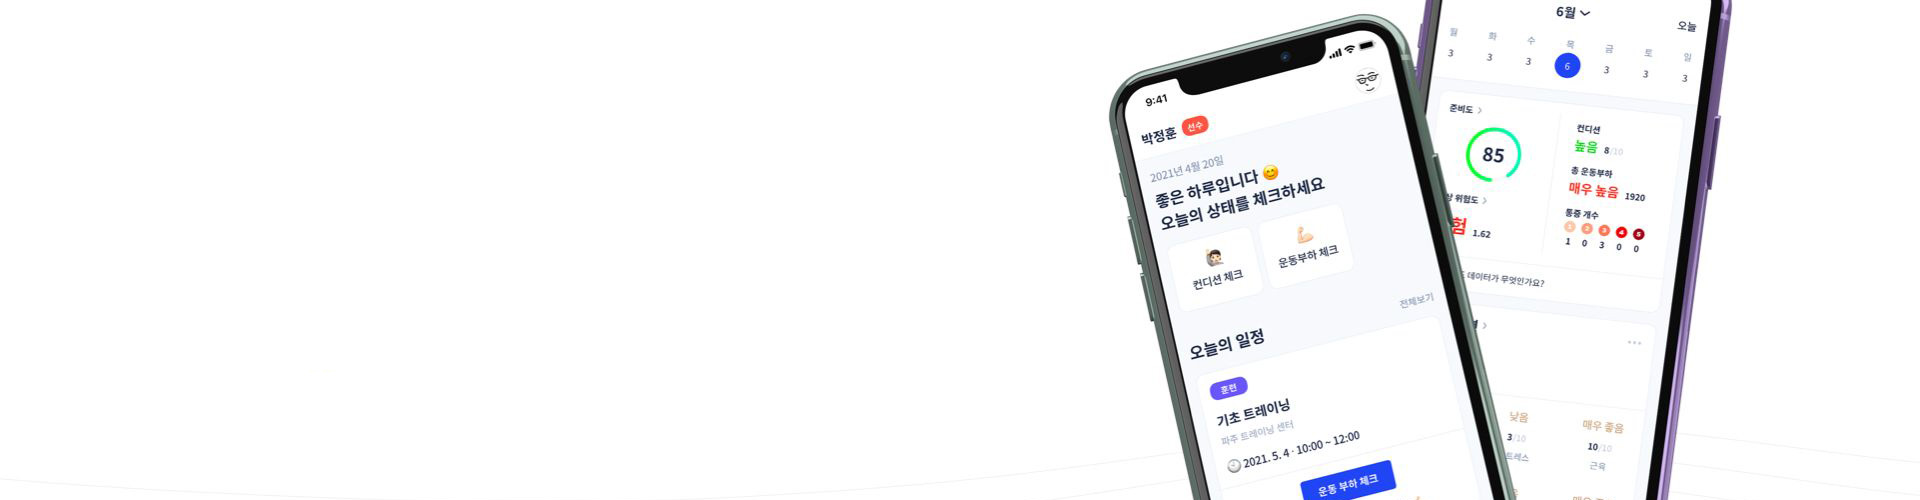 9:41
박정훈 선수
2021년 4월 20일
좋은 하루입니다 😊
오늘의 상태를 체크하세요
컨디션 체크
운동부하 체크
전체보기
오늘의 일정
훈련
기초 트레이닝
파주 트레이닝 센터
2021. 5. 4 · 10:00 ~ 12:00
운동 부하 체크
6월
오늘
월 화 수 목 금 토 일
3 3 3 6 3 3 3
준비도
85
컨디션
높음 8/10
총 운동부하
매우 높음 1920
위험도
험 1.62
통증 개수
1 2 3 4 5
1 0 3 0 0
데이터가 무엇인가요?
낮음
3/10
트레스
매우 좋음
10/10
근육